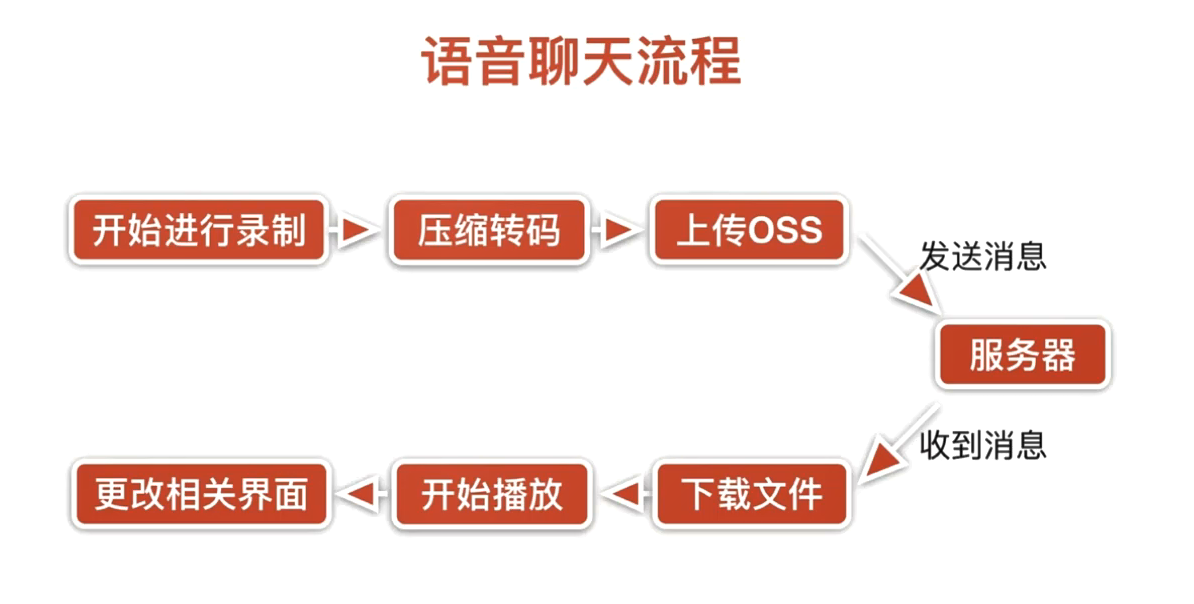 语音聊天流程
开始进行录制
压缩转码
上传OSS
发送消息
服务器
收到消息
下载文件
开始播放
更改相关界面